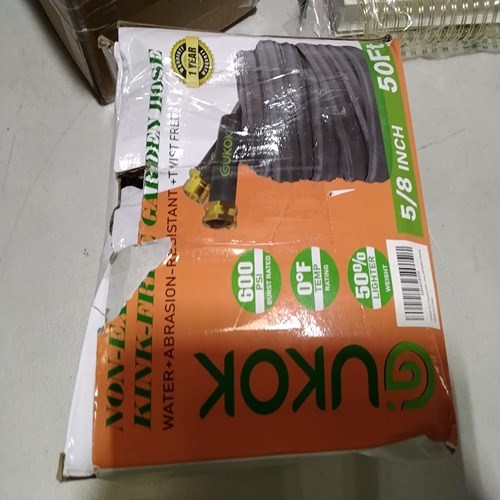 GUKOK
600
PSI
BURST RATED
0°F
TEMP
RATING
50%
LIGHTER
WEIGHT
5/8 INCH 50Ft
GUKOK
1 YEAR
KINK-FREE GARDEN HOSE
WATER+ABRASION-RESISTANT +TWIST FREE